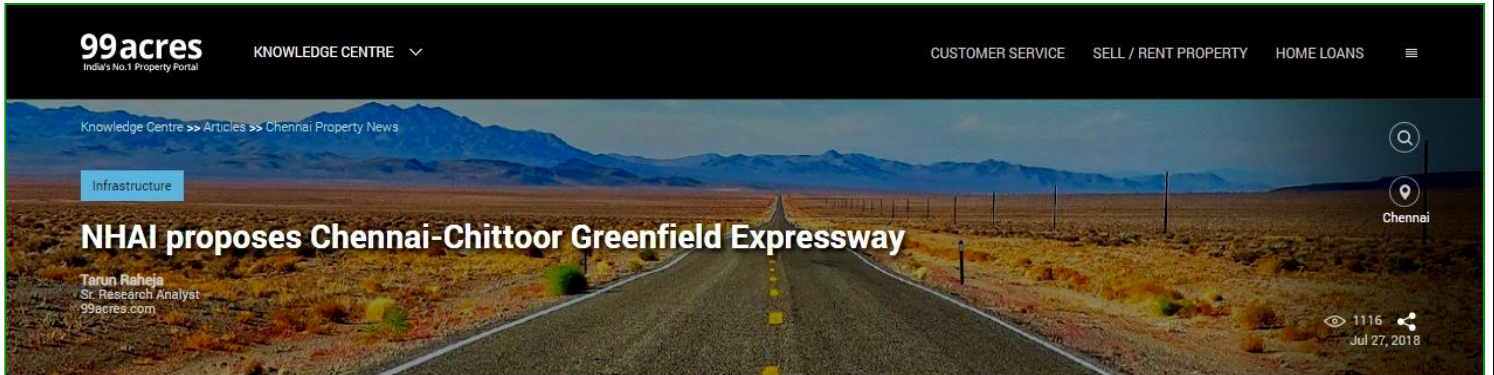 99acres
India's No.1 Property Portal
KNOWLEDGE CENTRE
CUSTOMER SERVICE SELL / RENT PROPERTY HOME LOANS
Knowledge Centre >> Articles >> Chennai Property News
Infrastructure
Chennai
NHAI proposes Chennai-Chittoor Greenfield Expressway
Tarun Raheja
Sr. Research Analyst
99acres.com
1116
Jul 27, 2018